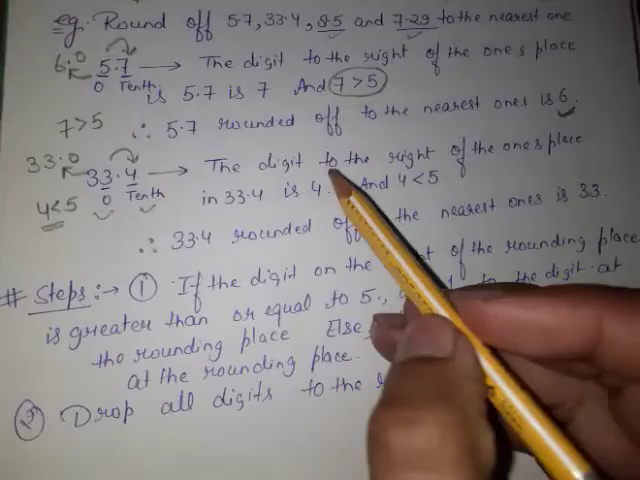 eg: Round off 5.7, 33.4, 8.5 and 7.29 to the nearest one
6.0 5.7 → The digit to the right of the ones place
O Tenth is 5.7 is 7 And 7>5
7>5 ∴ 5.7 rounded off to the nearest ones is 6.
33.0 33.4 → The digit to the right of the ones place
4<5 O Tenth in 33.4 is 4. And 4<5
∴ 33.4 rounded off the nearest ones is 33.
# Steps:→ ① If the digit on the of the rounding place
is greater than or equal to 5., to the digit at
the rounding place. Else
at the rounding place.
② Drop all digits to the